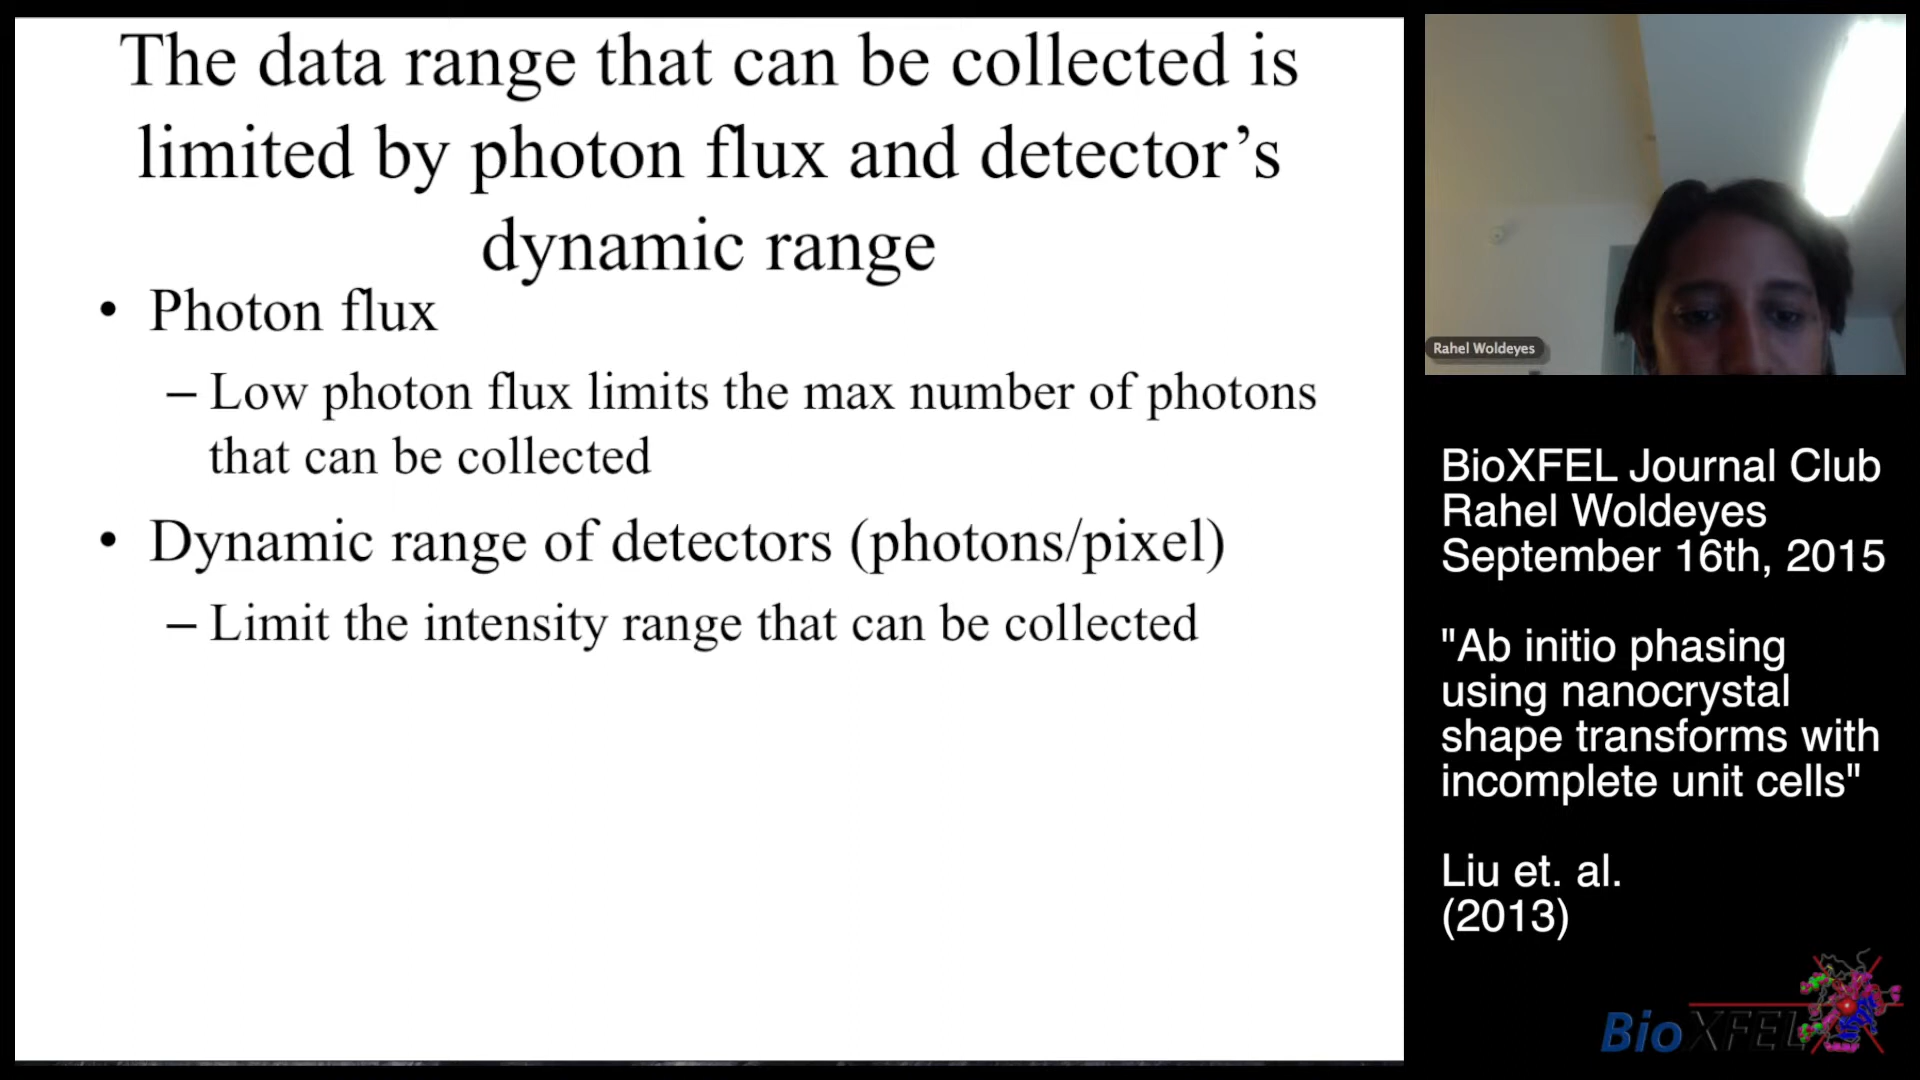 The data range that can be collected is
limited by photon flux and detector’s
dynamic range
• Photon flux
– Low photon flux limits the max number of photons
that can be collected
• Dynamic range of detectors (photons/pixel)
– Limit the intensity range that can be collected
Rahel Woldeyes
BioXFEL Journal Club
Rahel Woldeyes
September 16th, 2015
"Ab initio phasing
using nanocrystal
shape transforms with
incomplete unit cells"
Liu et. al.
(2013)
BioXFEL